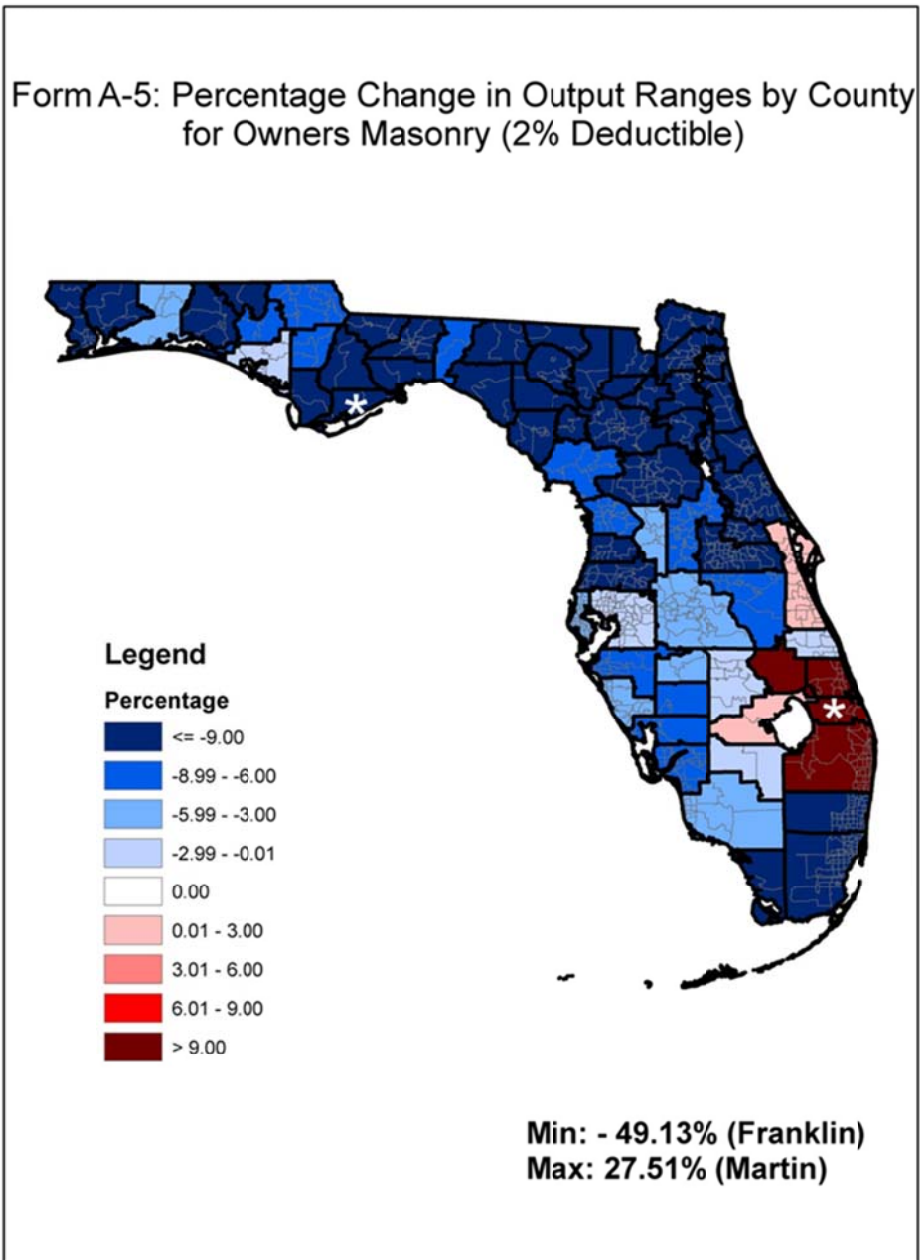 Form A-5: Percentage Change in Output Ranges by County
for Owners Masonry (2% Deductible)
*
*
Legend
Percentage
<= -9.00
-8.99 - -6.00
-5.99 - -3.00
-2.99 - -0.01
0.00
0.01 - 3.00
3.01 - 6.00
6.01 - 9.00
> 9.00
Min: - 49.13% (Franklin)
Max: 27.51% (Martin)